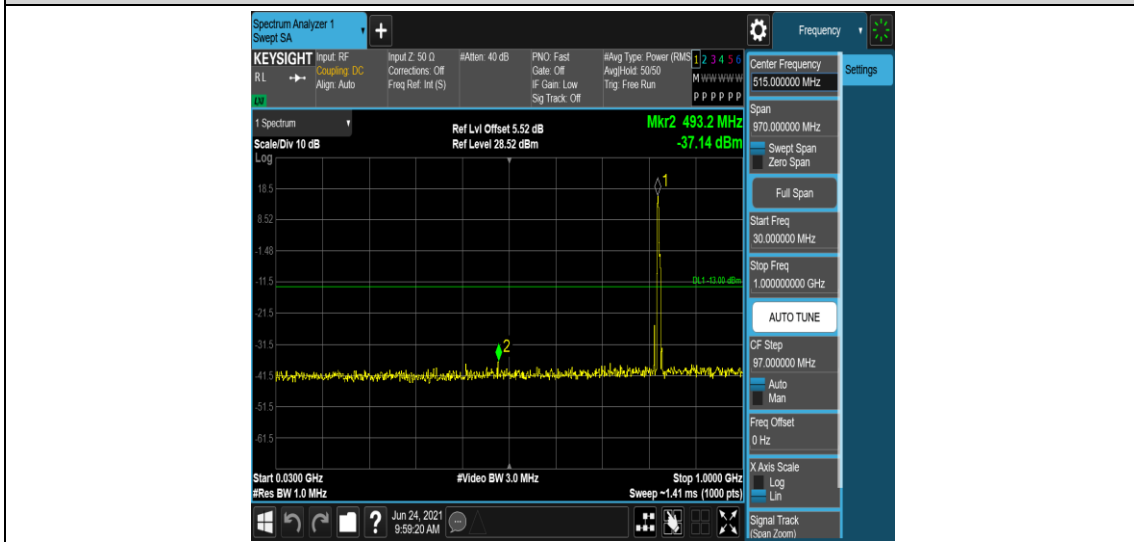 Spectrum Analyzer 1
Swept SA
+
Frequency
KEYSIGHT
RL
LXI
Input: RF
Coupling: DC
Align: Auto
Input Z: 50 Ω
Corrections: Off
Freq Ref: Int (S)
#Atten: 40 dB
PNO: Fast
Gate: Off
IF Gain: Low
Sig Track: Off
#Avg Type: Power (RMS
Avg|Hold: 50/50
Trig: Free Run
1 2 3 4 5 6
M W W W W W
P P P P P P
1 Spectrum
Scale/Div 10 dB
Log
Ref Lvl Offset 5.52 dB
Ref Level 28.52 dBm
Mkr2 493.2 MHz
-37.14 dBm
18.5
8.52
-1.48
-11.5
-21.5
-31.5
-41.5
-51.5
-61.5
1
DL1 -13.00 dBm
2
Start 0.0300 GHz
#Res BW 1.0 MHz
#Video BW 3.0 MHz
Stop 1.0000 GHz
Sweep ~1.41 ms (1000 pts)
?
Jun 24, 2021
9:59:20 AM
Center Frequency
515.000000 MHz
Settings
Span
970.000000 MHz
Swept Span
Zero Span
Full Span
Start Freq
30.000000 MHz
Stop Freq
1.000000000 GHz
AUTO TUNE
CF Step
97.000000 MHz
Auto
Man
Freq Offset
0 Hz
X Axis Scale
Log
Lin
Signal Track
(Span Zoom)